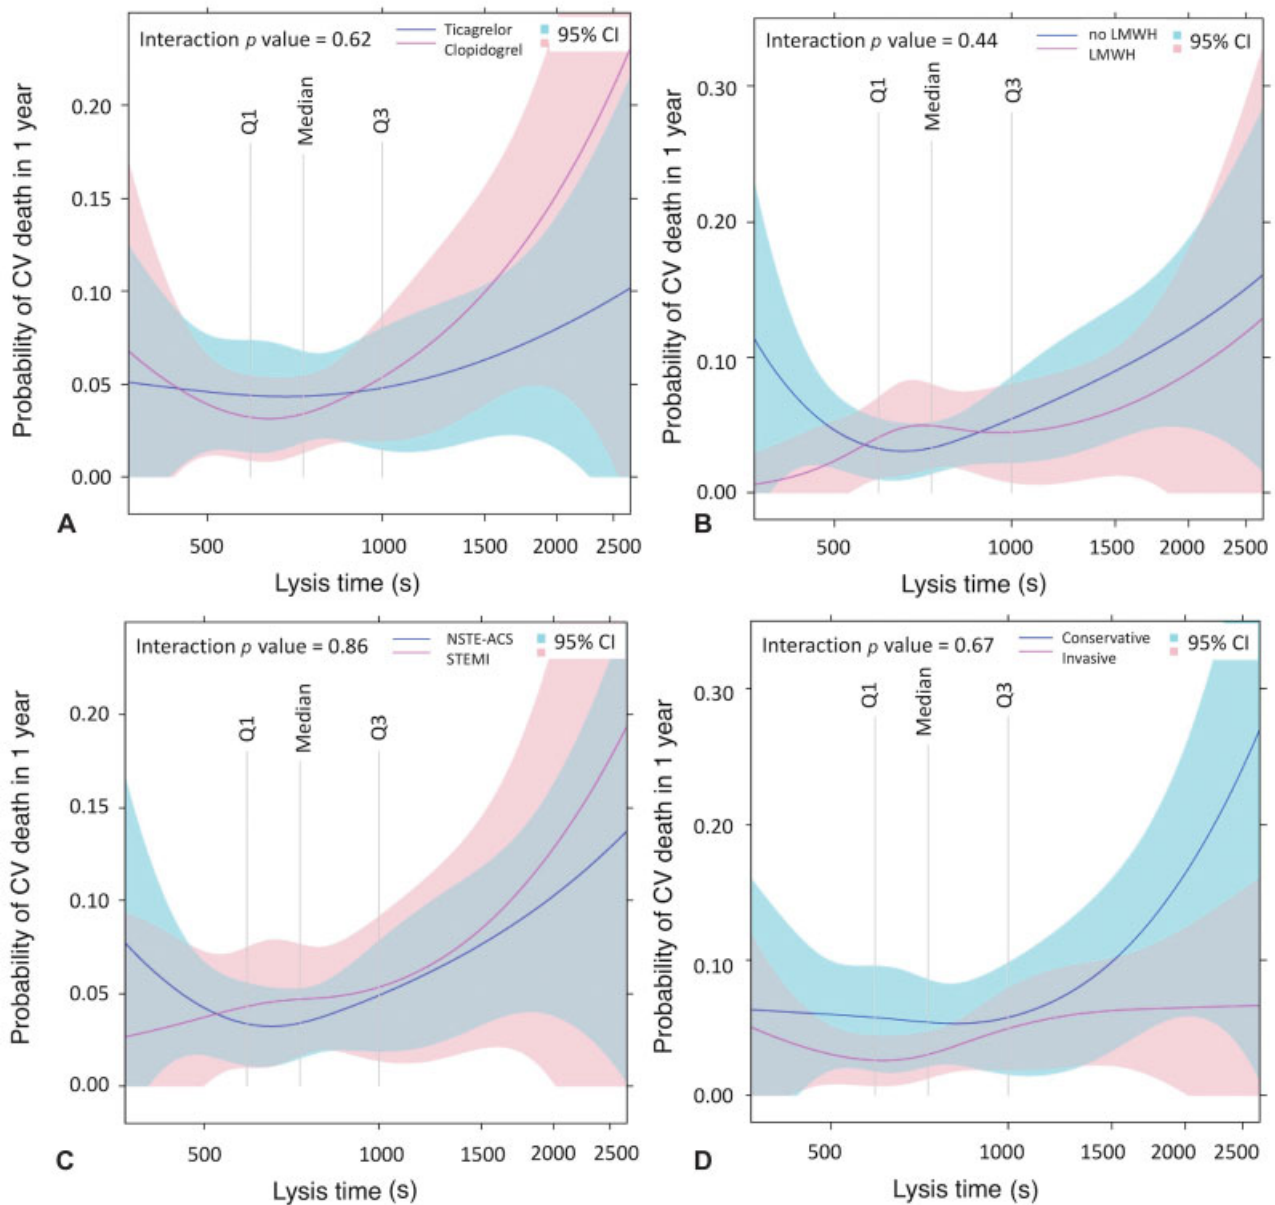 Interaction p value = 0.62
Ticagrelor
Clopidogrel
95% CI
Q1
Median
Q3
Probability of CV death in 1 year
0.20
0.15
0.10
0.05
0.00
A
500 1000 1500 2000 2500
Lysis time (s)
Interaction p value = 0.44
no LMWH
LMWH
95% CI
Q1
Median
Q3
Probability of CV death in 1 year
0.30
0.20
0.10
0.00
B
500 1000 1500 2000 2500
Lysis time (s)
Interaction p value = 0.86
NSTE-ACS
STEMI
95% CI
Q1
Median
Q3
Probability of CV death in 1 year
0.20
0.15
0.10
0.05
0.00
C
500 1000 1500 2000 2500
Lysis time (s)
Interaction p value = 0.67
Conservative
Invasive
95% CI
Q1
Median
Q3
Probability of CV death in 1 year
0.30
0.20
0.10
0.00
D
500 1000 1500 2000 2500
Lysis time (s)